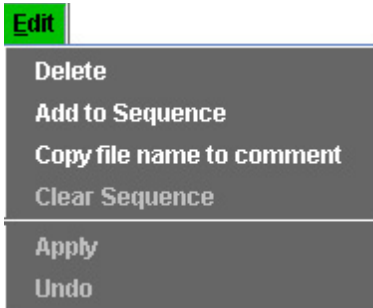 Edit
Delete
Add to Sequence
Copy file name to comment
Clear Sequence
Apply
Undo